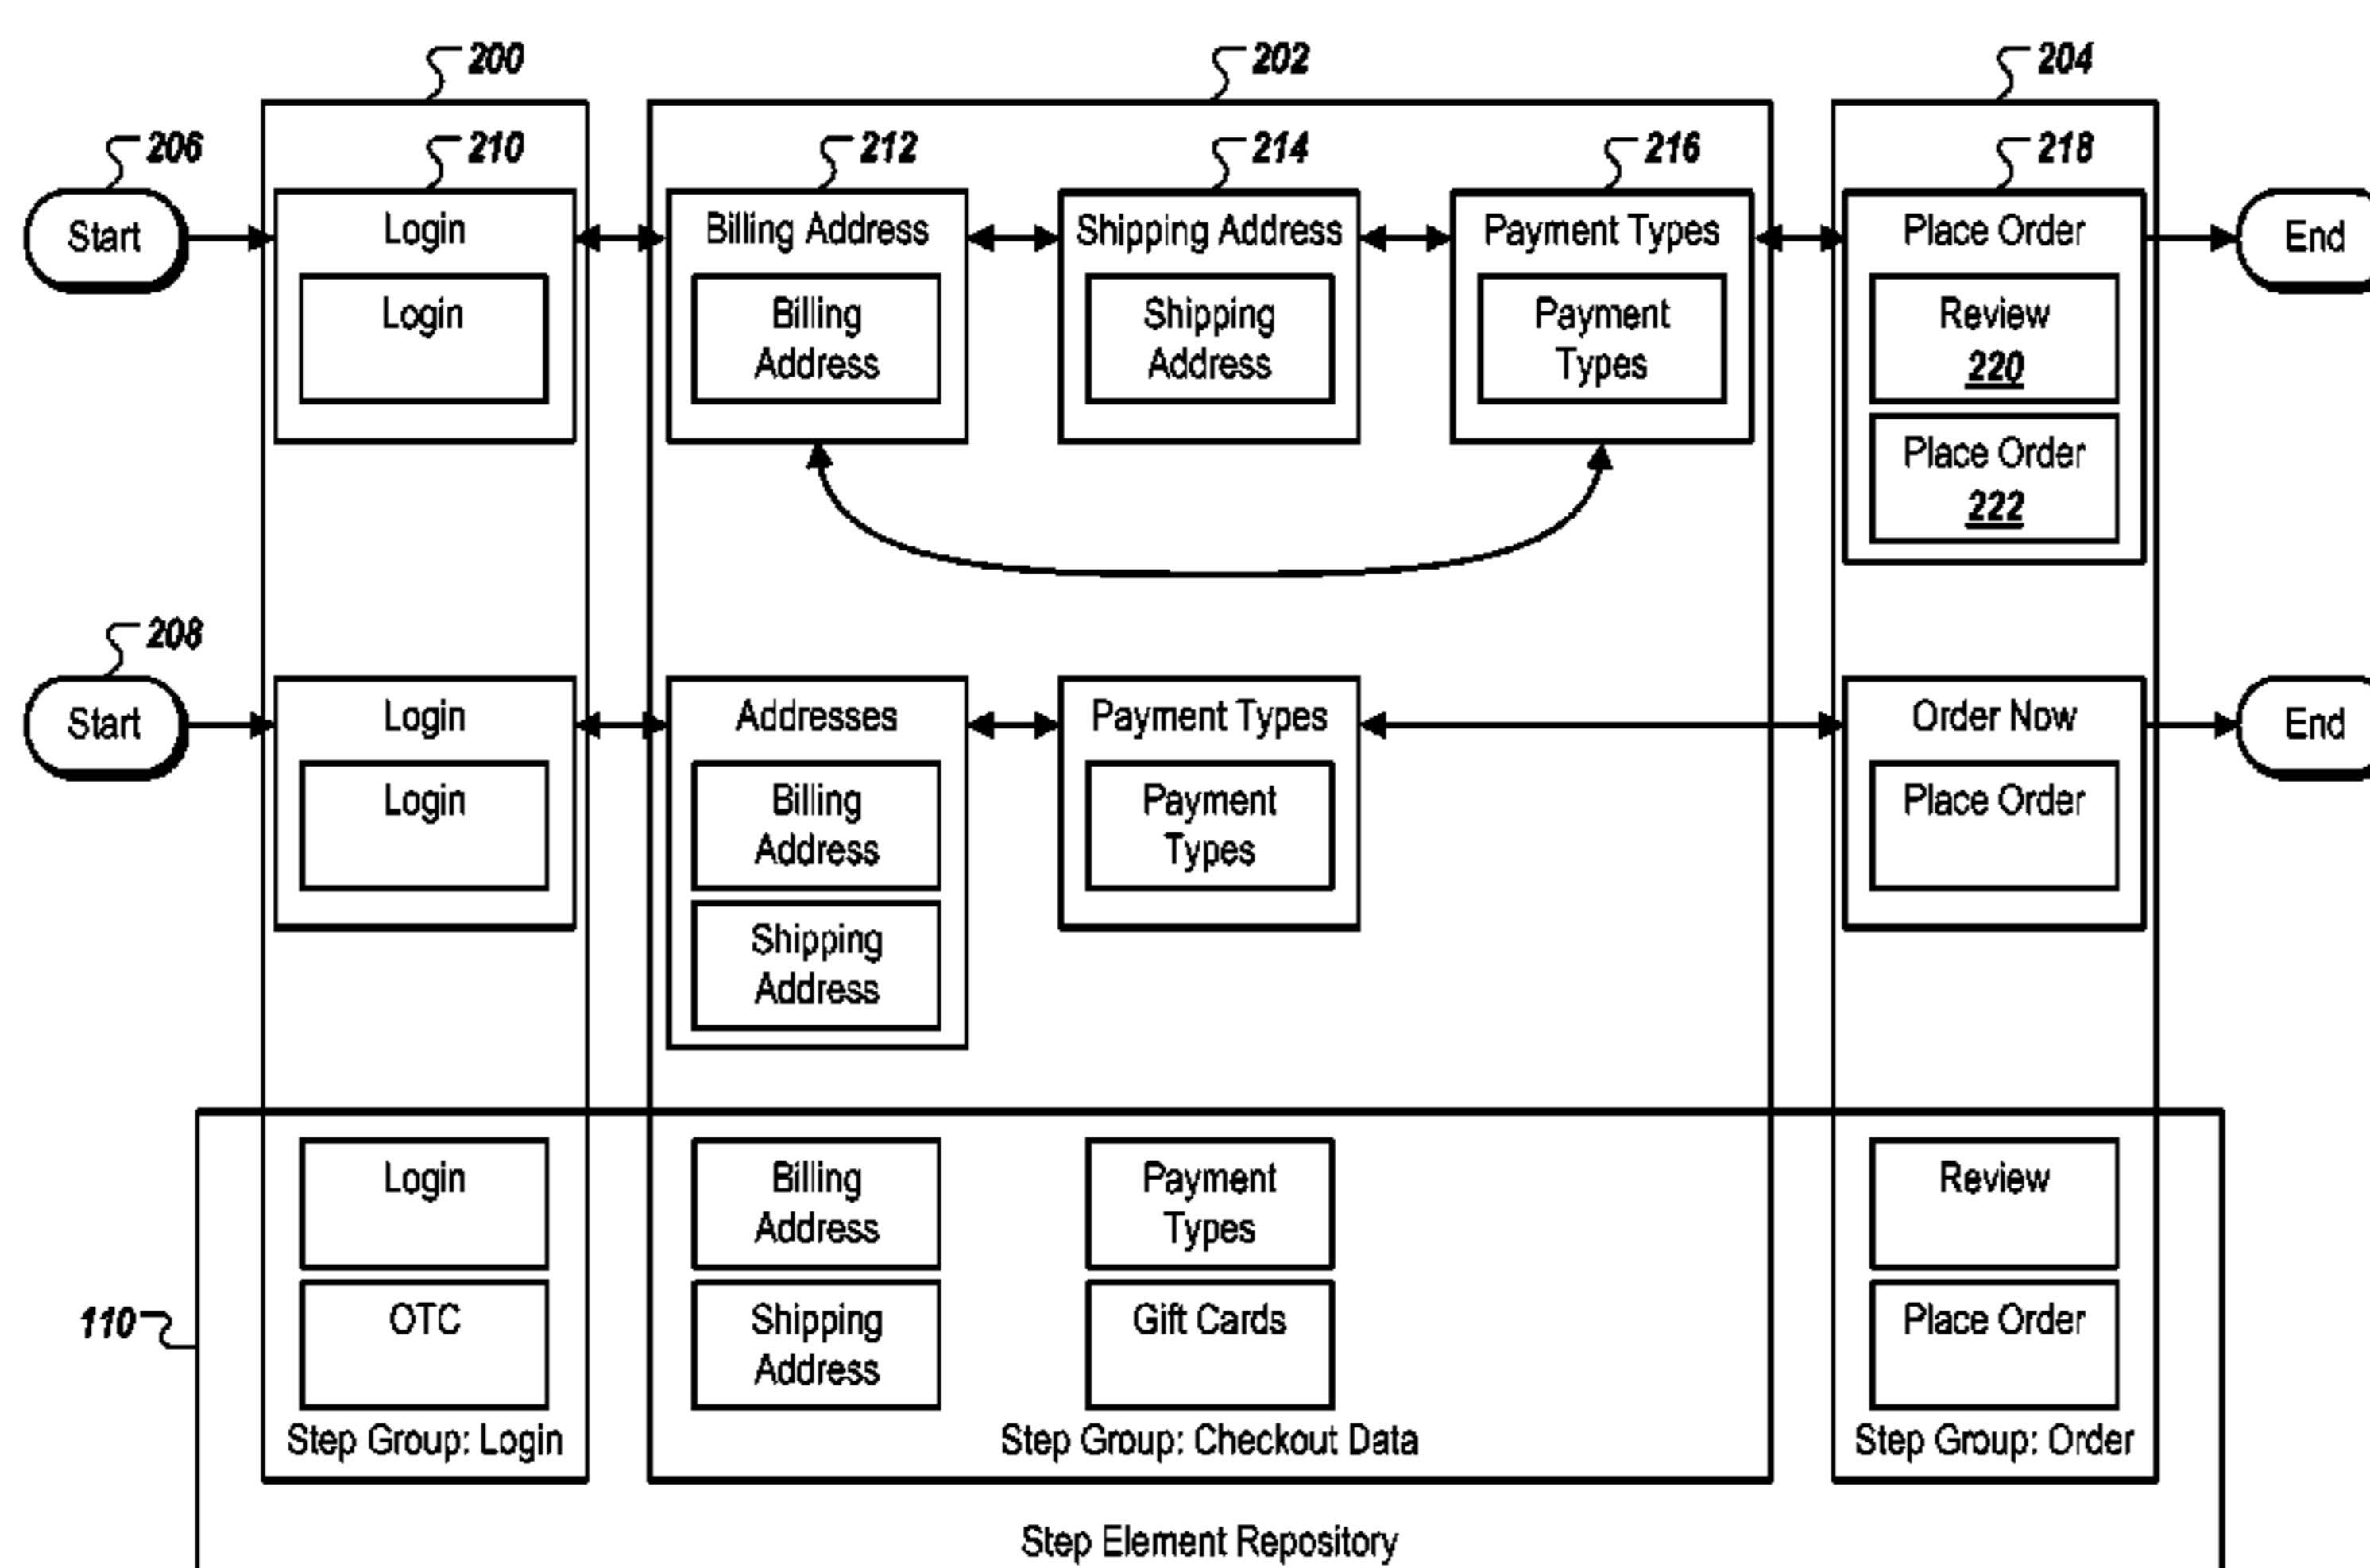 200
202
204
206
210
212
214
216
218
Start
Login
Billing Address
Shipping Address
Payment Types
Place Order
End
Login
Billing
Address
Shipping
Address
Payment
Types
Review
220
Place Order
222
208
Start
Login
Addresses
Payment Types
Order Now
End
Login
Billing
Address
Payment
Types
Place Order
Shipping
Address
Login
Billing
Address
Payment
Types
Review
110
OTC
Shipping
Address
Gift Cards
Place Order
Step Group: Login
Step Group: Checkout Data
Step Group: Order
Step Element Repository